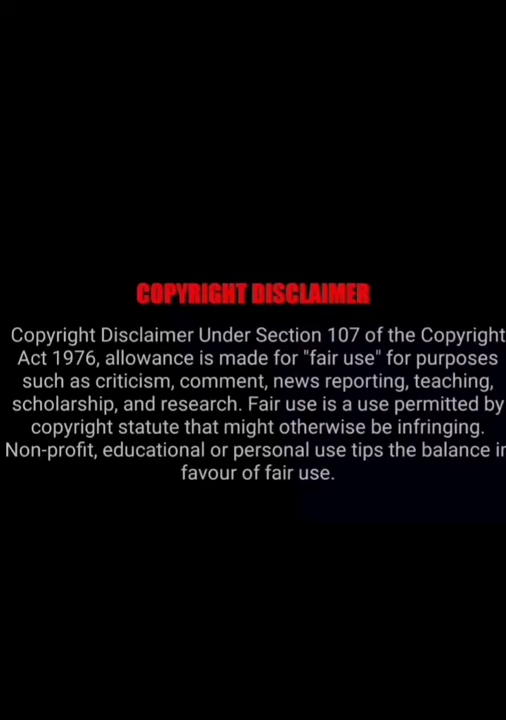 COPYRIGHT DISCLAIMER
Copyright Disclaimer Under Section 107 of the Copyright
Act 1976, allowance is made for "fair use" for purposes
such as criticism, comment, news reporting, teaching,
scholarship, and research. Fair use is a use permitted by
copyright statute that might otherwise be infringing.
Non-profit, educational or personal use tips the balance in
favour of fair use.